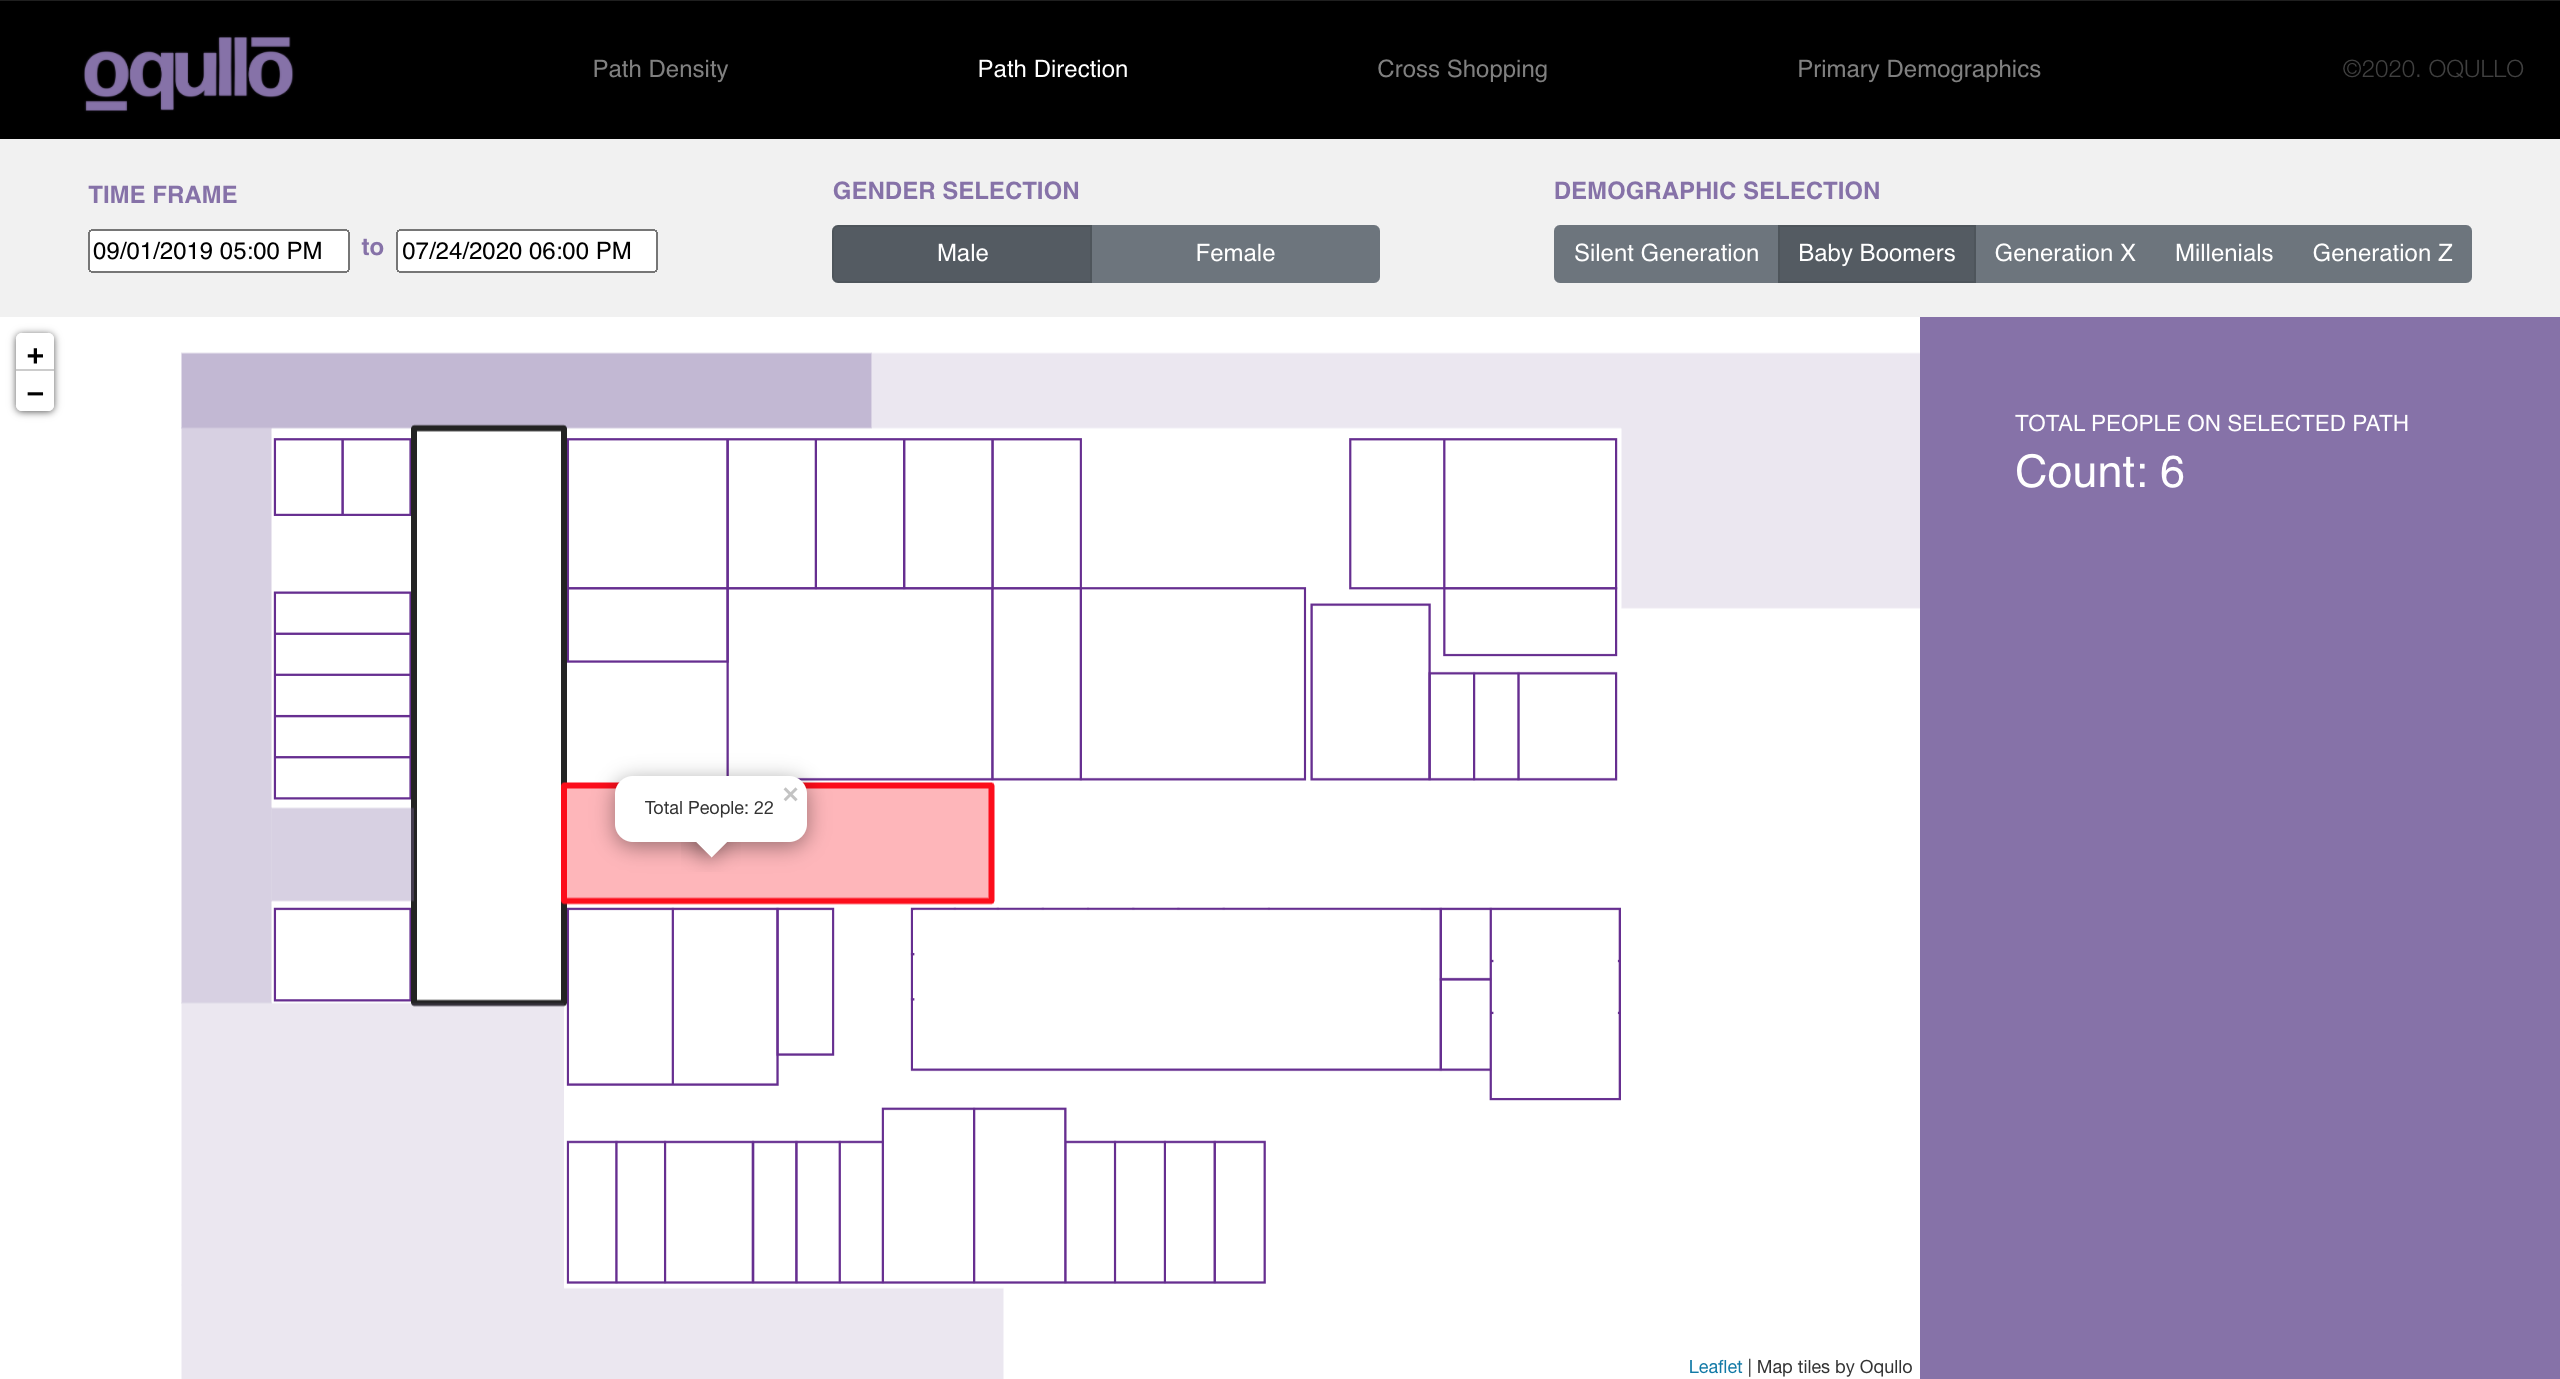 oqullo
Path Density
Path Direction
Cross Shopping
Primary Demographics
©2020. OQULLO
TIME FRAME
09/01/2019 05:00 PM to 07/24/2020 06:00 PM
GENDER SELECTION
Male
Female
DEMOGRAPHIC SELECTION
Silent Generation
Baby Boomers
Generation X
Millenials
Generation Z
+
−
TOTAL PEOPLE ON SELECTED PATH
Count: 6
Total People: 22
×
Leaflet | Map tiles by Oqullo